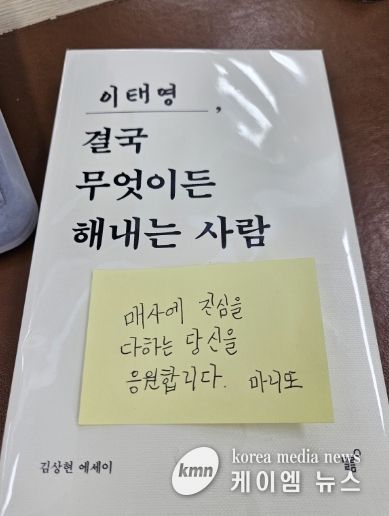 이태영,
결국
무엇이든
해내는 사람
매사에 진심을
다하는 당신을
응원합니다. 마니또
김상현 에세이
필름
kmn
korea media news
케이엠 뉴스